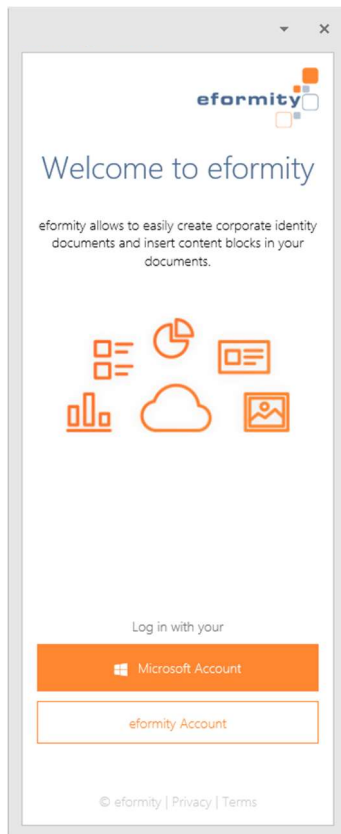 eformity
Welcome to eformity
eformity allows to easily create corporate identity
documents and insert content blocks in your
documents.
Log in with your
Microsoft Account
eformity Account
© eformity | Privacy | Terms